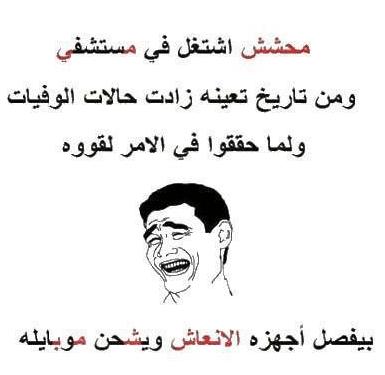 محشش اشتغل في مستشفي
ومن تاريخ تعينه زادت حالات الوفيات
ولما حققوا في الامر لقووه
بيفصل أجهزه الانعاش ويشحن موبايله